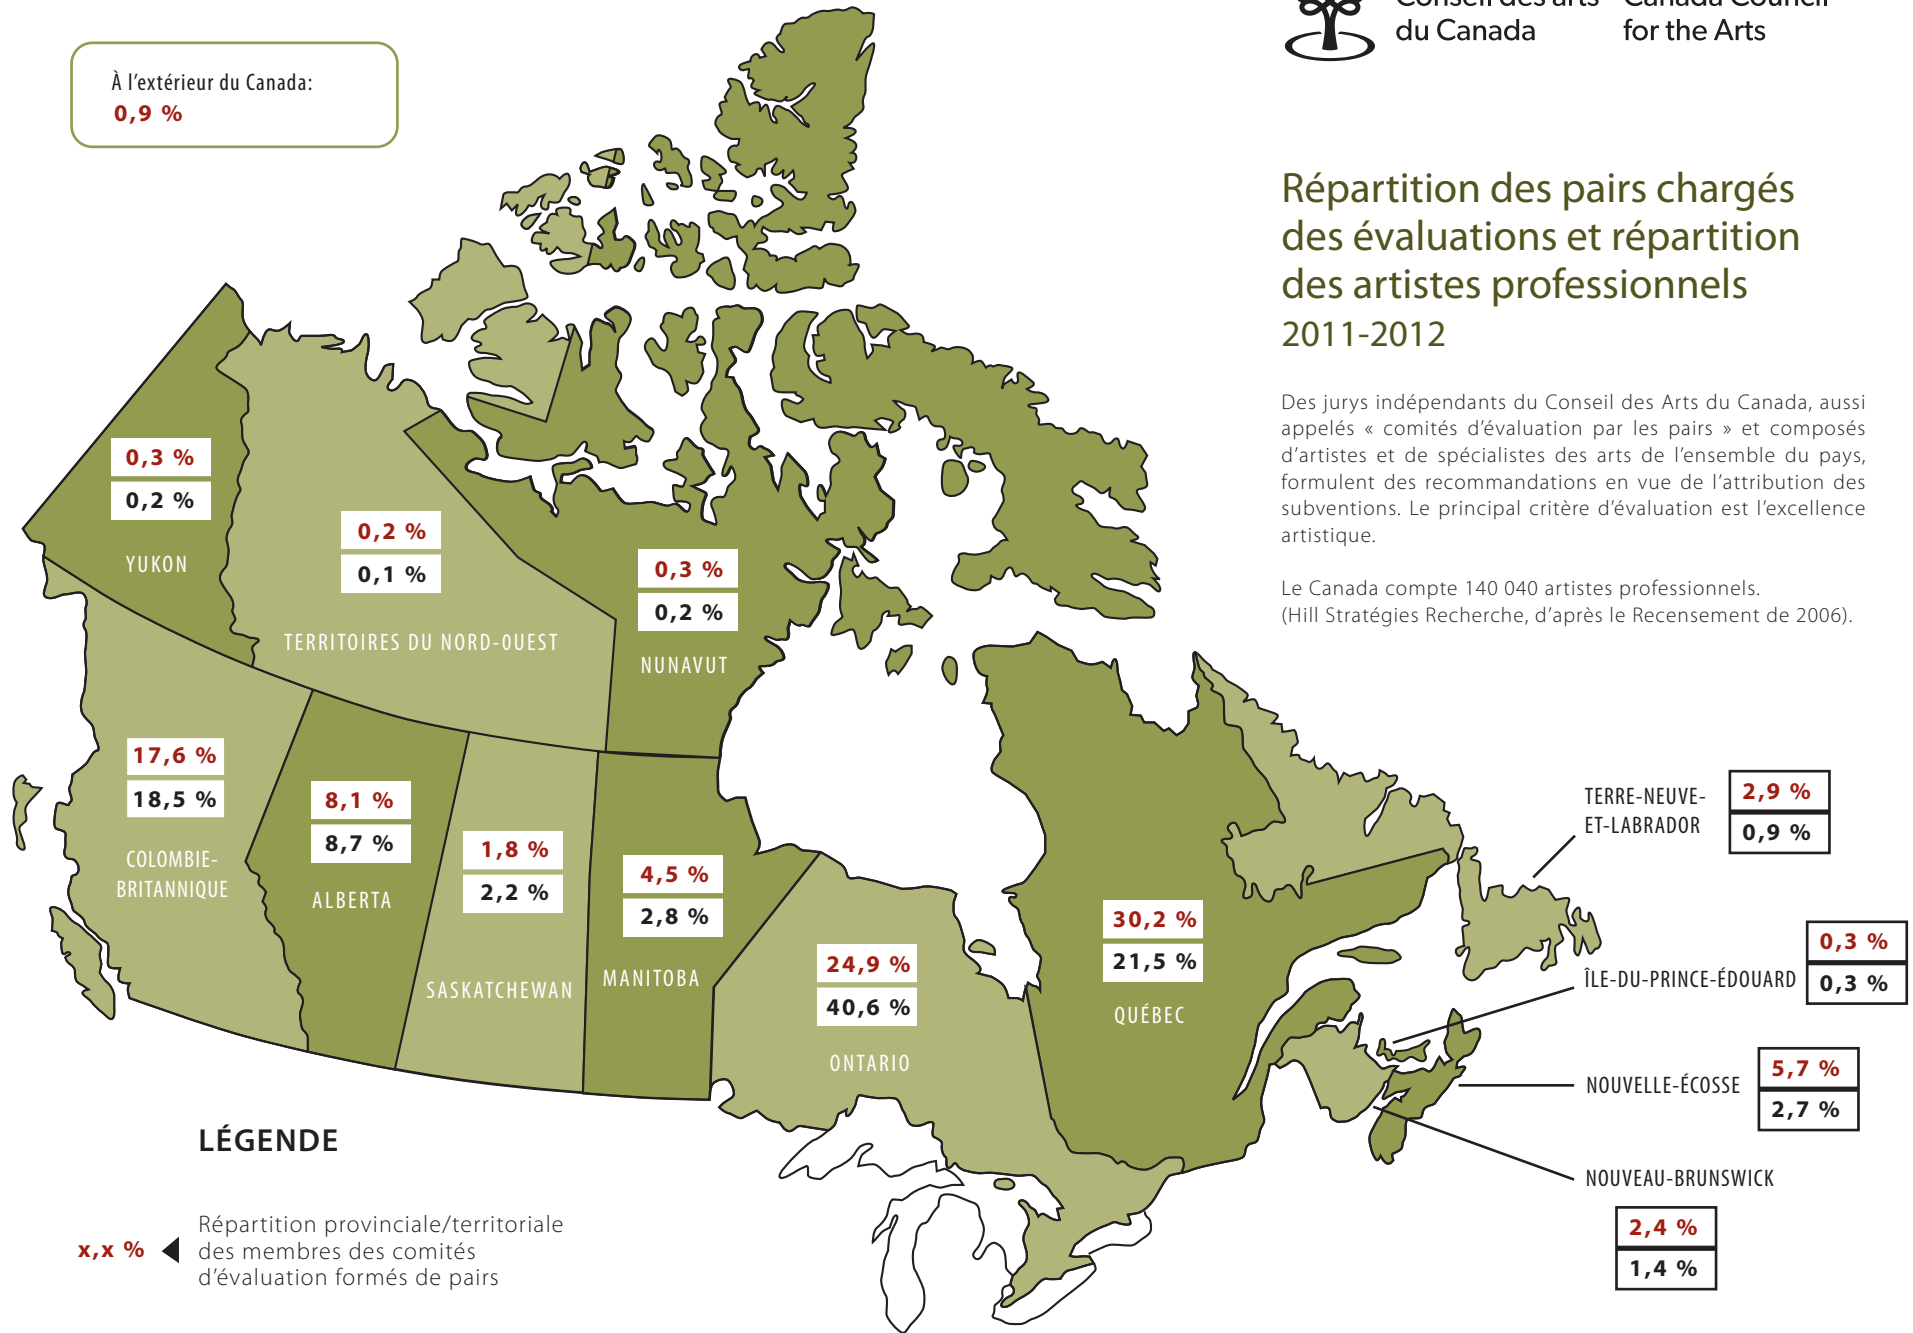 Conseil des arts Canada Council
du Canada for the Arts
À l'extérieur du Canada:
0,9 %
Répartition des pairs chargés
des évaluations et répartition
des artistes professionnels
2011-2012
Des jurys indépendants du Conseil des Arts du Canada, aussi
appelés « comités d'évaluation par les pairs » et composés
d'artistes et de spécialistes des arts de l'ensemble du pays,
formulent des recommandations en vue de l'attribution des
subventions. Le principal critère d'évaluation est l'excellence
artistique.
Le Canada compte 140 040 artistes professionnels.
(Hill Stratégies Recherche, d'après le Recensement de 2006).
0,3 %
0,2 %
YUKON
0,2 %
0,1 %
TERRITOIRES DU NORD-OUEST
0,3 %
0,2 %
NUNAVUT
17,6 %
18,5 %
COLOMBIE-
BRITANNIQUE
8,1 %
8,7 %
ALBERTA
1,8 %
2,2 %
SASKATCHEWAN
4,5 %
2,8 %
MANITOBA
24,9 %
40,6 %
ONTARIO
30,2 %
21,5 %
QUÉBEC
TERRE-NEUVE-
ET-LABRADOR
2,9 %
0,9 %
ÎLE-DU-PRINCE-ÉDOUARD
0,3 %
0,3 %
NOUVELLE-ÉCOSSE
5,7 %
2,7 %
NOUVEAU-BRUNSWICK
2,4 %
1,4 %
LÉGENDE
x,x %
Répartition provinciale/territoriale
des membres des comités
d'évaluation formés de pairs